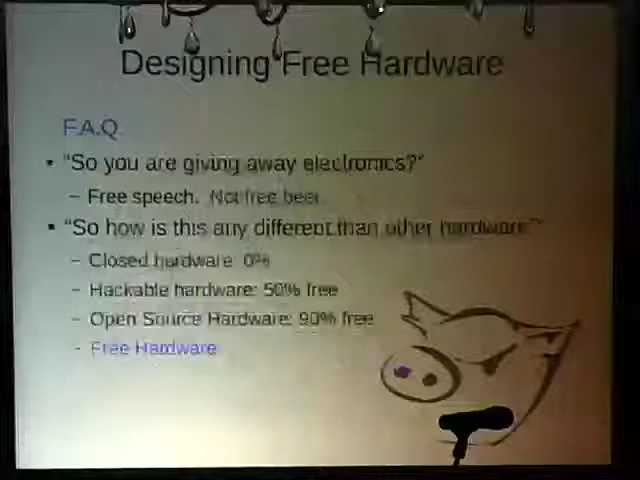 Designing Free Hardware
F.A.Q.
• "So you are giving away electronics?"
– Free speech. Not free beer.
• "So how is this any different than other hardware?"
– Closed hardware: 0%
– Hackable hardware: 50% free
– Open Source Hardware: 90% free
– Free Hardware